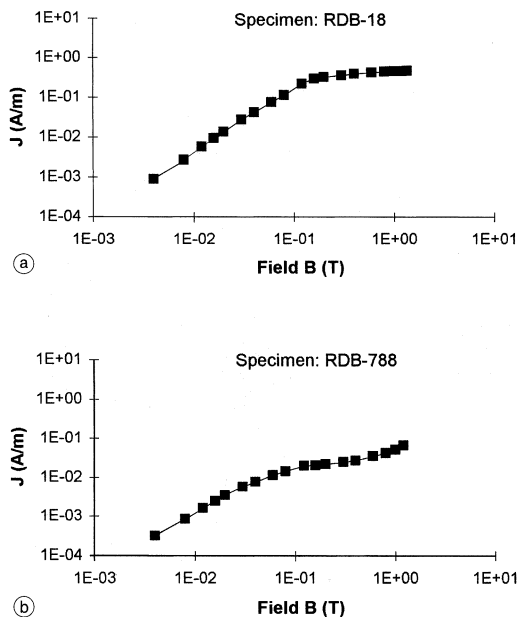 Specimen: RDB-18
1E+01
1E+00
1E-01
1E-02
1E-03
1E-04
J (A/m)
1E-03 1E-02 1E-01 1E+00 1E+01
Field B (T)
a
Specimen: RDB-788
1E+01
1E+00
1E-01
1E-02
1E-03
1E-04
J (A/m)
1E-03 1E-02 1E-01 1E+00 1E+01
Field B (T)
b